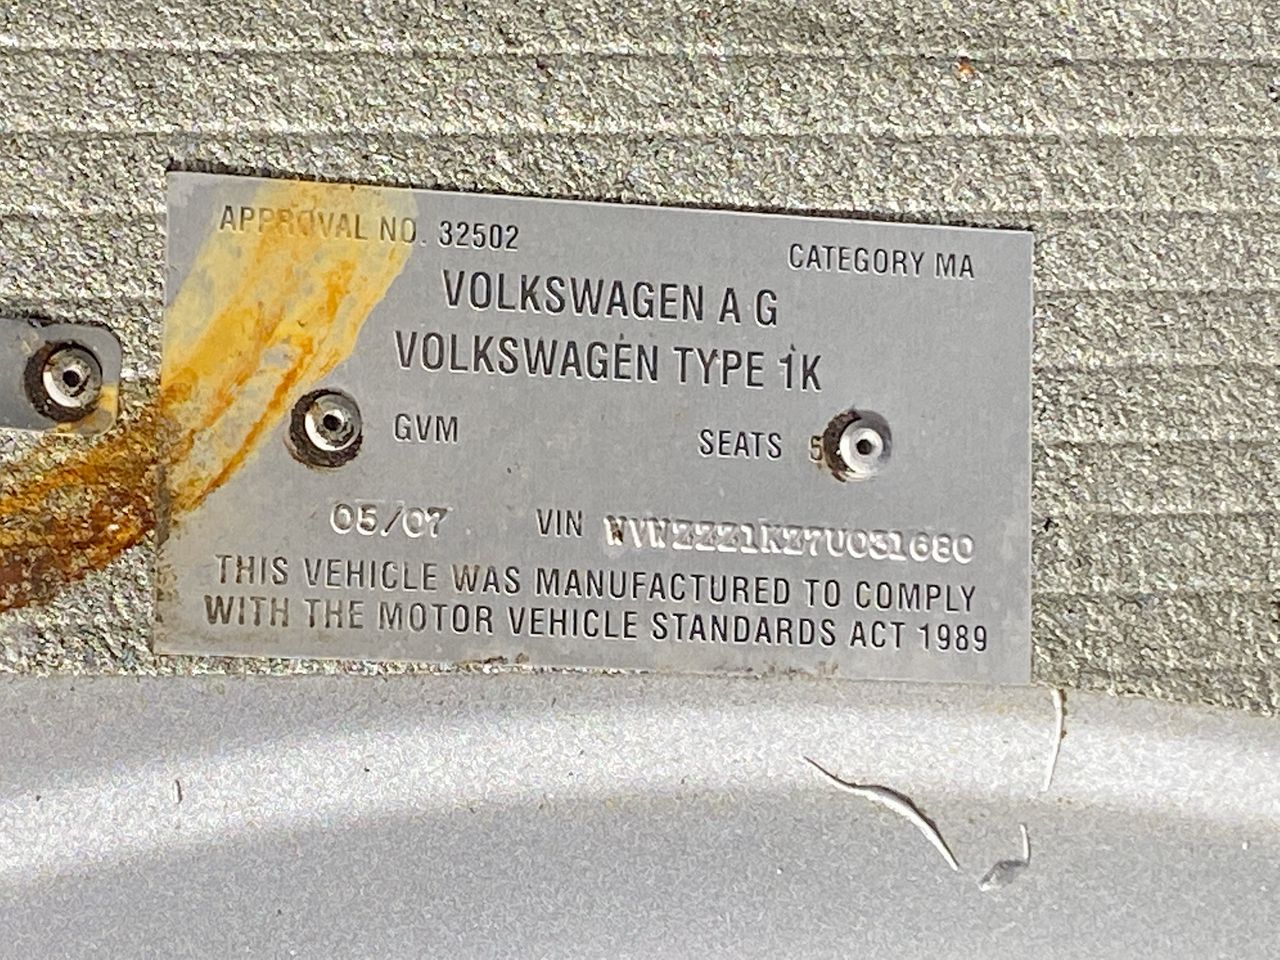 APPROVAL NO. 32502
CATEGORY MA
VOLKSWAGEN A G
VOLKSWAGEN TYPE 1K
GVM
SEATS 5
05/07 VIN WVWZZZ1KZ7U031680
THIS VEHICLE WAS MANUFACTURED TO COMPLY
WITH THE MOTOR VEHICLE STANDARDS ACT 1989